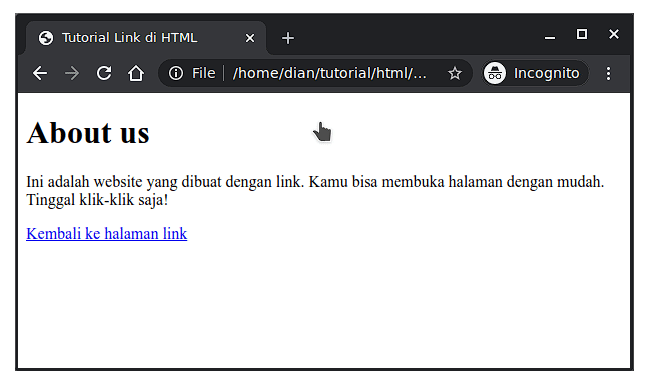 Tutorial Link di HTML
File | /home/dian/tutorial/html/... Incognito
About us
Ini adalah website yang dibuat dengan link. Kamu bisa membuka halaman dengan mudah.
Tinggal klik-klik saja!
Kembali ke halaman link